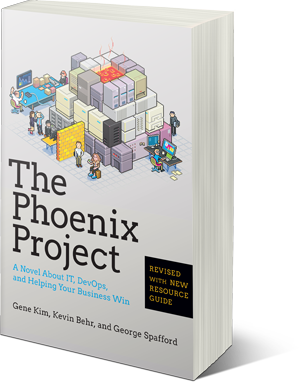 The
Phoenix
Project
A Novel About IT, DevOps,
and Helping Your Business Win
REVISED
WITH NEW
RESOURCE
GUIDE
Gene Kim, Kevin Behr, and George Spafford